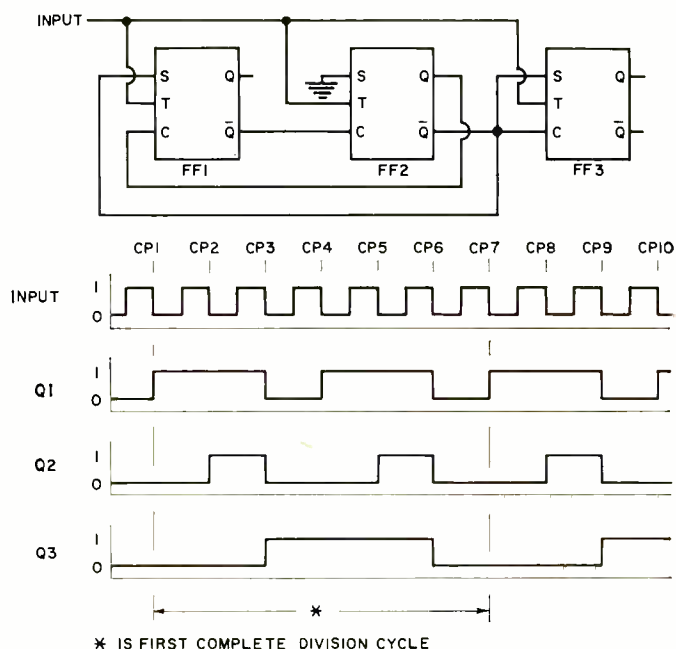 INPUT
S Q S Q S Q
T T T
C Q̅ C Q̅ C Q̅
FF1 FF2 FF3
CP1 CP2 CP3 CP4 CP5 CP6 CP7 CP8 CP9 CP10
INPUT 1
0
Q1 1
0
Q2 1
0
Q3 1
0
*
* IS FIRST COMPLETE DIVISION CYCLE